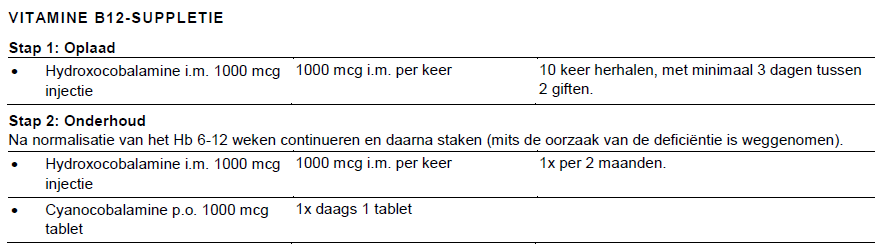 VITAMINE B12-SUPPLETIE
Stap 1: Oplaad
• Hydroxocobalamine i.m. 1000 mcg injectie 1000 mcg i.m. per keer 10 keer herhalen, met minimaal 3 dagen tussen 2 giften.
Stap 2: Onderhoud
Na normalisatie van het Hb 6-12 weken continueren en daarna staken (mits de oorzaak van de deficiëntie is weggenomen).
• Hydroxocobalamine i.m. 1000 mcg injectie 1000 mcg i.m. per keer 1x per 2 maanden.
• Cyanocobalamine p.o. 1000 mcg tablet 1x daags 1 tablet